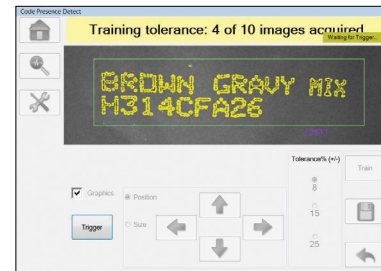 Code Presence Detect
Training tolerance: 4 of 10 images acquired
Waiting for Trigger...
BROWN GRAVY MIX
M314CFA26
Tolerance% (+/-)
Train
Graphics
Position
8
Trigger
Size
15
25